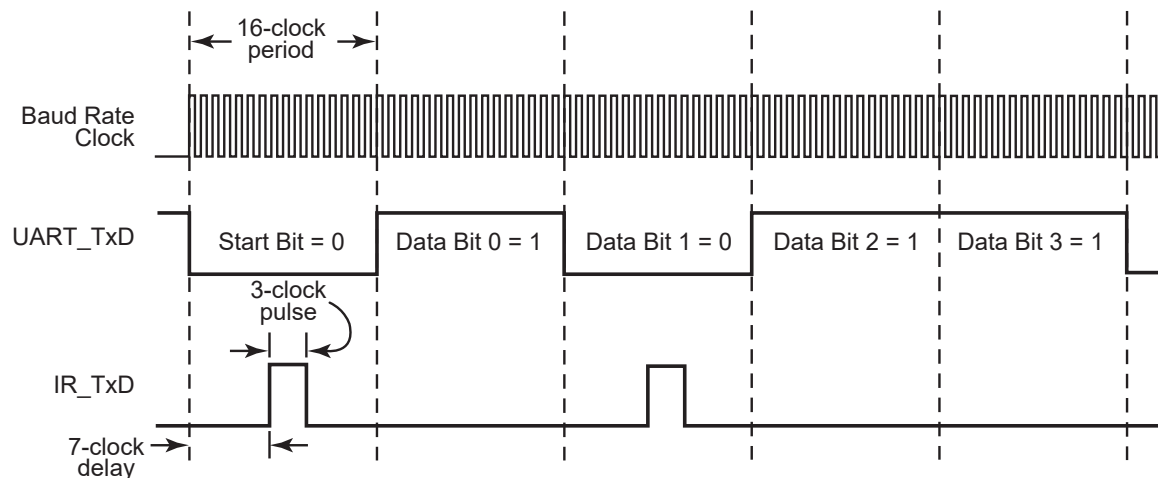 16-clock
period
Baud Rate
Clock
UART_TxD
Start Bit = 0
Data Bit 0 = 1
Data Bit 1 = 0
Data Bit 2 = 1
Data Bit 3 = 1
3-clock
pulse
IR_TxD
7-clock
delay